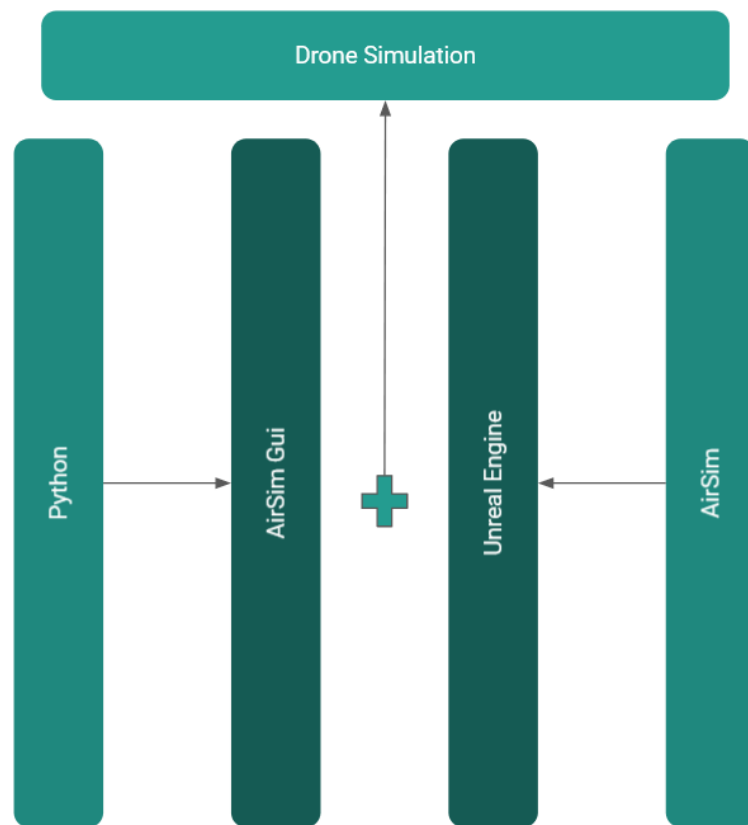 Drone Simulation
Python
AirSim Gui
Unreal Engine
AirSim